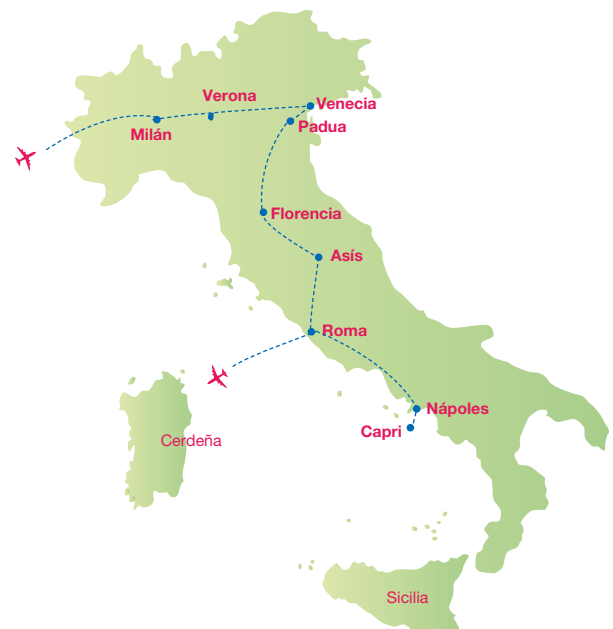 Verona
Venecia
Milán
Padua
Florencia
Asís
Roma
Nápoles
Capri
Cerdeña
Sicilia